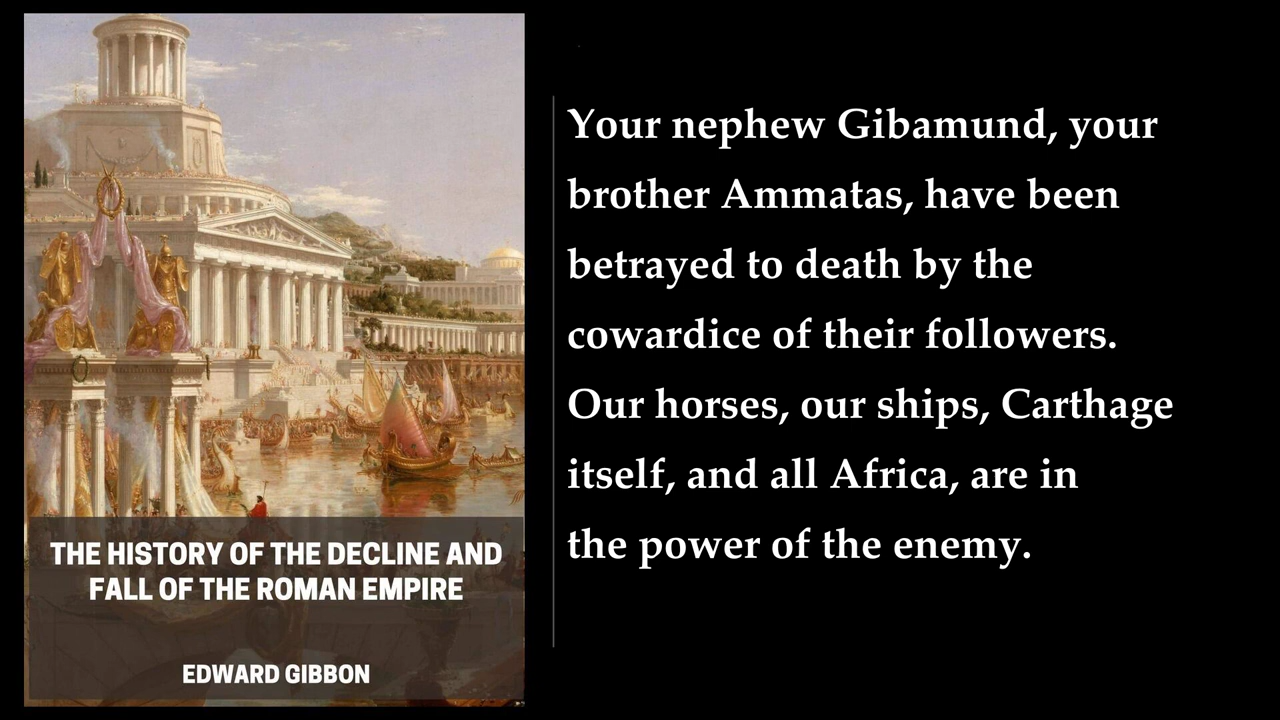 THE HISTORY OF THE DECLINE AND
FALL OF THE ROMAN EMPIRE
EDWARD GIBBON
Your nephew Gibamund, your
brother Ammatas, have been
betrayed to death by the
cowardice of their followers.
Our horses, our ships, Carthage
itself, and all Africa, are in
the power of the enemy.